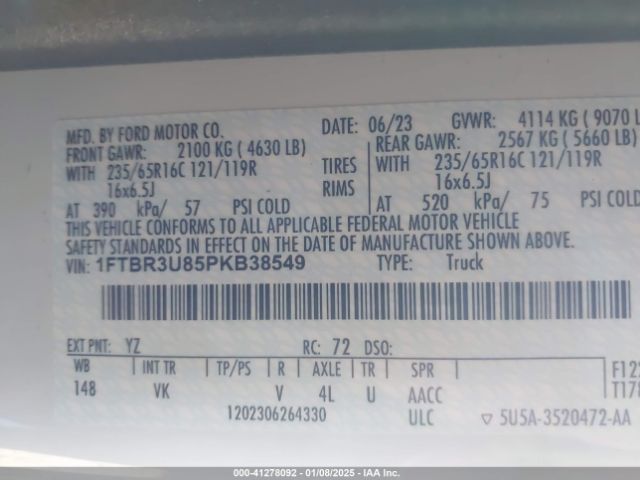 MFD. BY FORD MOTOR CO. DATE: 06/23 GVWR: 4114 KG ( 9070 L
FRONT GAWR: 2100 KG ( 4630 LB) REAR GAWR: 2567 KG ( 5660 LB)
WITH 235/65R16C 121/119R TIRES WITH 235/65R16C 121/119R
16x6.5J RIMS 16x6.5J
AT 390 kPa/ 57 PSI COLD AT 520 kPa/ 75 PSI COLD
THIS VEHICLE CONFORMS TO ALL APPLICABLE FEDERAL MOTOR VEHICLE
SAFETY STANDARDS IN EFFECT ON THE DATE OF MANUFACTURE SHOWN ABOVE.
VIN: 1FTBR3U85PKB38549 TYPE: Truck
EXT PNT: YZ RC: 72 DSO:
WB INT TR TP/PS R AXLE TR SPR F122
148 VK V 4L U AACC T178
1202306264330 ULC ▽ 5U5A-3520472-AA
000-41278092 — 01/08/2025 — IAA Inc.